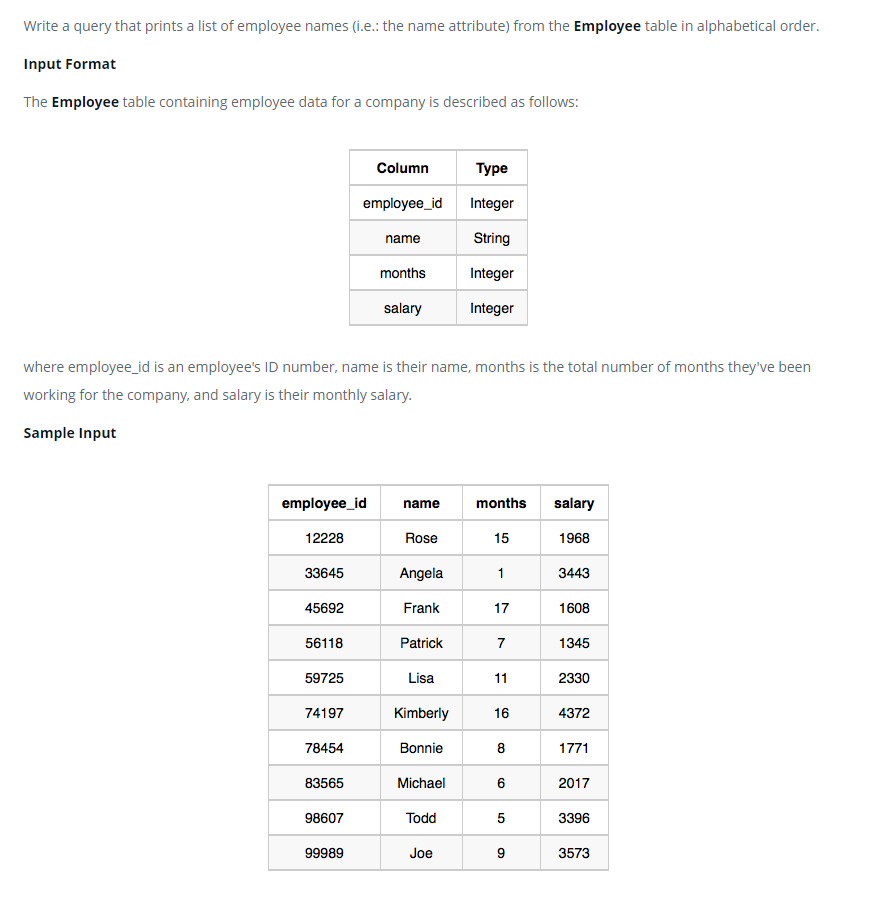 Write a query that prints a list of employee names (i.e.: the name attribute) from the Employee table in alphabetical order.
Input Format
The Employee table containing employee data for a company is described as follows:
Column Type
employee_id Integer
name String
months Integer
salary Integer
where employee_id is an employee's ID number, name is their name, months is the total number of months they've been
working for the company, and salary is their monthly salary.
Sample Input
employee_id name months salary
12228 Rose 15 1968
33645 Angela 1 3443
45692 Frank 17 1608
56118 Patrick 7 1345
59725 Lisa 11 2330
74197 Kimberly 16 4372
78454 Bonnie 8 1771
83565 Michael 6 2017
98607 Todd 5 3396
99989 Joe 9 3573